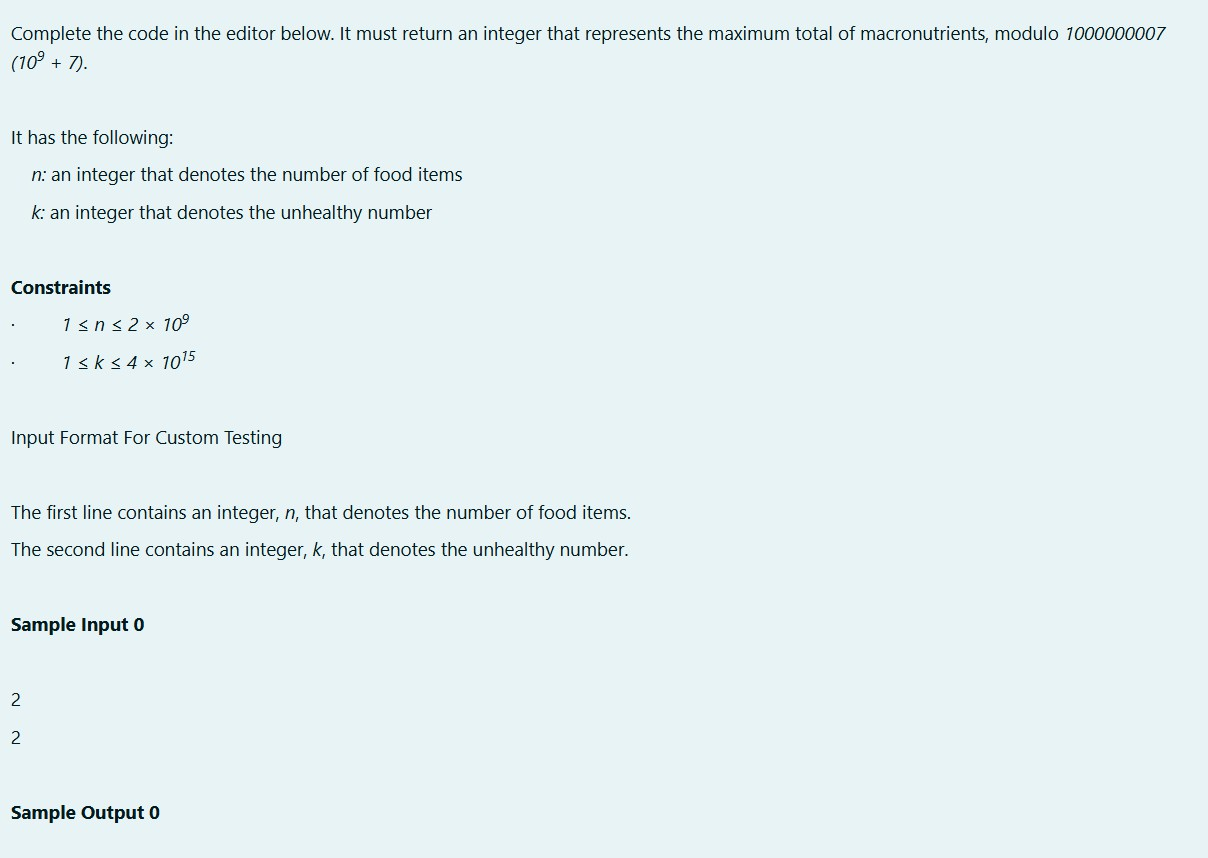 Complete the code in the editor below. It must return an integer that represents the maximum total of macronutrients, modulo 1000000007
(10⁹ + 7).
It has the following:
n: an integer that denotes the number of food items
k: an integer that denotes the unhealthy number
Constraints
· 1 ≤ n ≤ 2 × 10⁹
· 1 ≤ k ≤ 4 × 10¹⁵
Input Format For Custom Testing
The first line contains an integer, n, that denotes the number of food items.
The second line contains an integer, k, that denotes the unhealthy number.
Sample Input 0
2
2
Sample Output 0